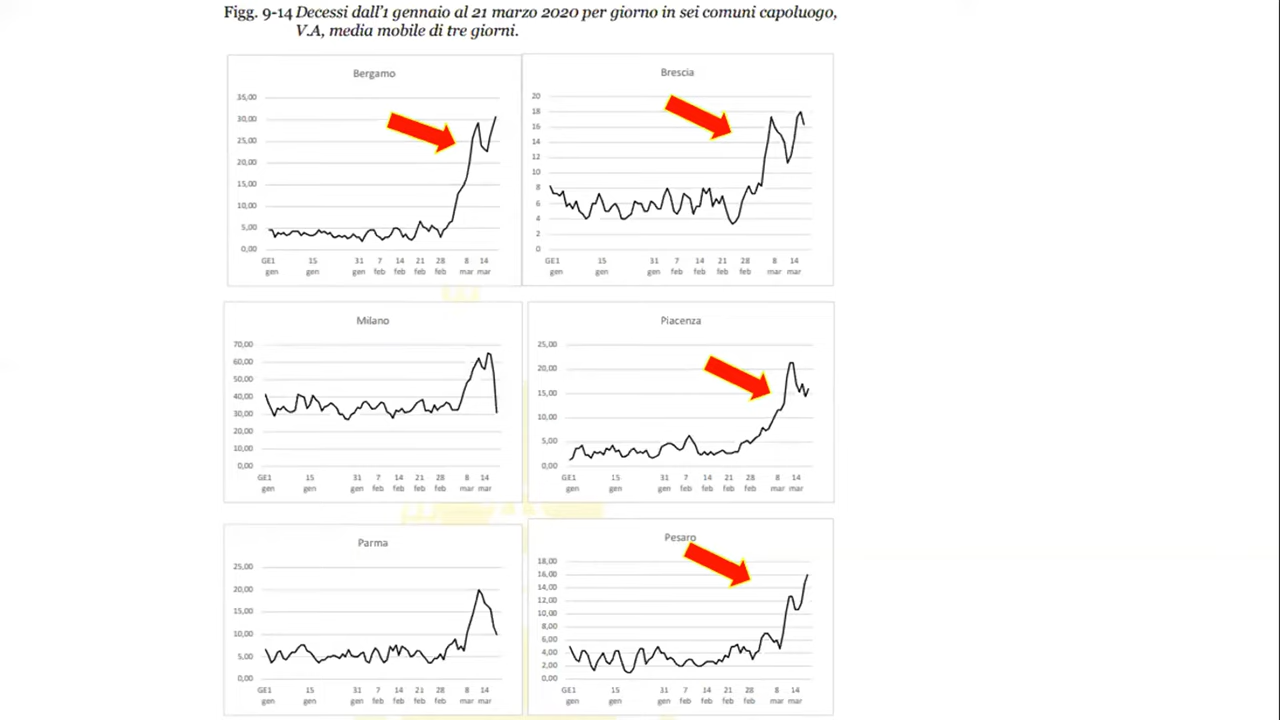 Figg. 9-14 Decessi dall'1 gennaio al 21 marzo 2020 per giorno in sei comuni capoluogo,
V.A, media mobile di tre giorni.
Bergamo
35,00
30,00
25,00
20,00
15,00
10,00
5,00
0,00
GE1 15 31 7 14 21 28 8 14
gen gen gen feb feb feb feb mar mar
Brescia
20
18
16
14
12
10
8
6
4
2
0
GE1 15 31 7 14 21 28 8 14
gen gen gen feb feb feb feb mar mar
Milano
70,00
60,00
50,00
40,00
30,00
20,00
10,00
0,00
GE1 15 31 7 14 21 28 8 14
gen gen gen feb feb feb feb mar mar
Piacenza
25,00
20,00
15,00
10,00
5,00
0,00
GE1 15 31 7 14 21 28 8 14
gen gen gen feb feb feb feb mar mar
Parma
25,00
20,00
15,00
10,00
5,00
0,00
GE1 15 31 7 14 21 28 8 14
gen gen gen feb feb feb feb mar mar
Pesaro
18,00
16,00
14,00
12,00
10,00
8,00
6,00
4,00
2,00
0,00
GE1 15 31 7 14 21 28 8 14
gen gen gen feb feb feb feb mar mar